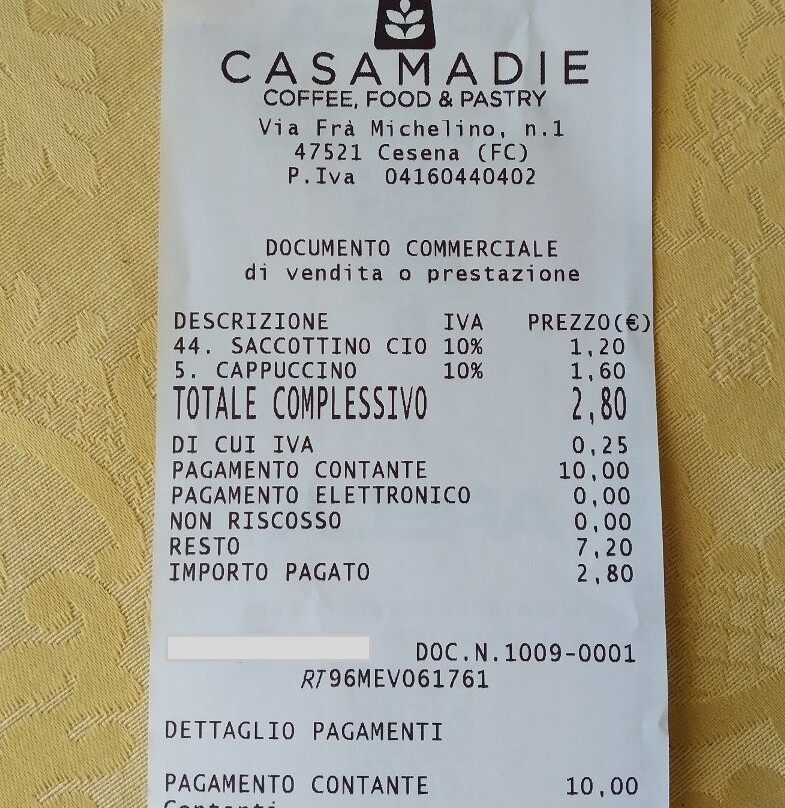 CASAMADIE
COFFEE, FOOD & PASTRY
Via Frà Michelino, n.1
47521 Cesena (FC)
P.Iva 04160440402
DOCUMENTO COMMERCIALE
di vendita o prestazione
DESCRIZIONE IVA PREZZO(€)
44. SACCOTTINO CIO 10% 1,20
5. CAPPUCCINO 10% 1,60
TOTALE COMPLESSIVO 2,80
DI CUI IVA 0,25
PAGAMENTO CONTANTE 10,00
PAGAMENTO ELETTRONICO 0,00
NON RISCOSSO 0,00
RESTO 7,20
IMPORTO PAGATO 2,80
DOC.N.1009-0001
RT96MEV061761
DETTAGLIO PAGAMENTI
PAGAMENTO CONTANTE 10,00
Contanti